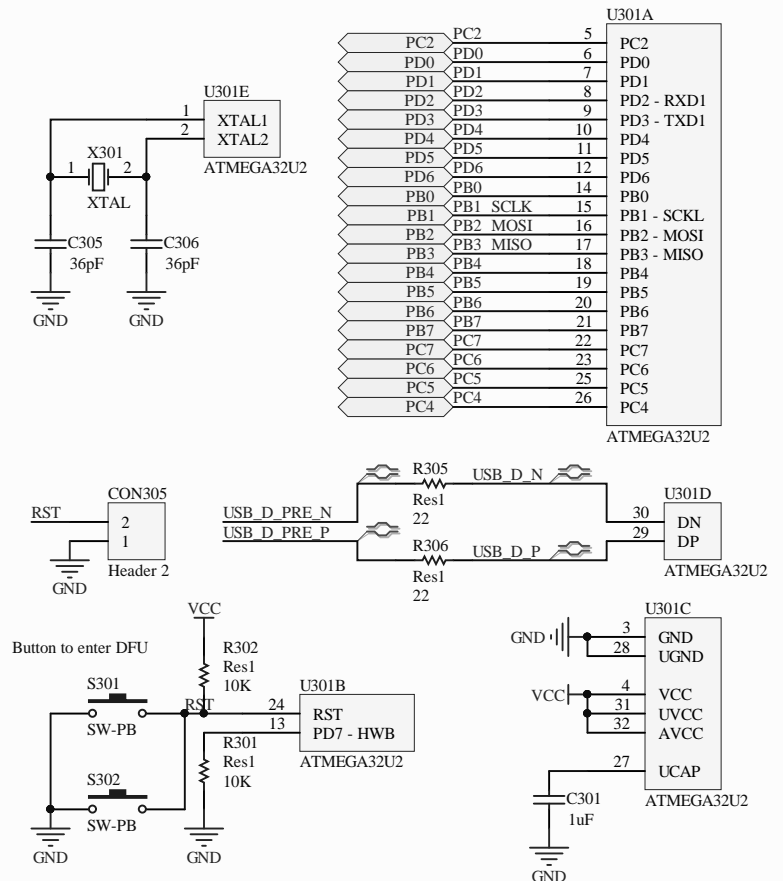 U301A
PC2 PC2 5 PC2
PD0 PD0 6 PD0
PD1 PD1 7 PD1
PD2 PD2 8 PD2 - RXD1
PD3 PD3 9 PD3 - TXD1
PD4 PD4 10 PD4
PD5 PD5 11 PD5
PD6 PD6 12 PD6
PB0 PB0 14 PB0
PB1 PB1 SCLK 15 PB1 - SCKL
PB2 PB2 MOSI 16 PB2 - MOSI
PB3 PB3 MISO 17 PB3 - MISO
PB4 PB4 18 PB4
PB5 PB5 19 PB5
PB6 PB6 20 PB6
PB7 PB7 21 PB7
PC7 PC7 22 PC7
PC6 PC6 23 PC6
PC5 PC5 25 PC5
PC4 PC4 26 PC4
ATMEGA32U2
U301E
1 XTAL1
2 XTAL2
ATMEGA32U2
X301
1 2
XTAL
C305
36pF
C306
36pF
GND
GND
CON305
RST 2
1
Header 2
GND
USB_D_PRE_N
USB_D_PRE_P
R305
Res1
22
USB_D_N
R306
Res1
22
USB_D_P
U301D
30 DN
29 DP
ATMEGA32U2
VCC
Button to enter DFU
R302
Res1
10K
S301
SW-PB
RST
U301B
24 RST
13 PD7 - HWB
ATMEGA32U2
R301
Res1
10K
S302
SW-PB
GND
GND
U301C
GND 3 GND
28 UGND
VCC 4 VCC
31 UVCC
32 AVCC
27 UCAP
ATMEGA32U2
C301
1uF
GND